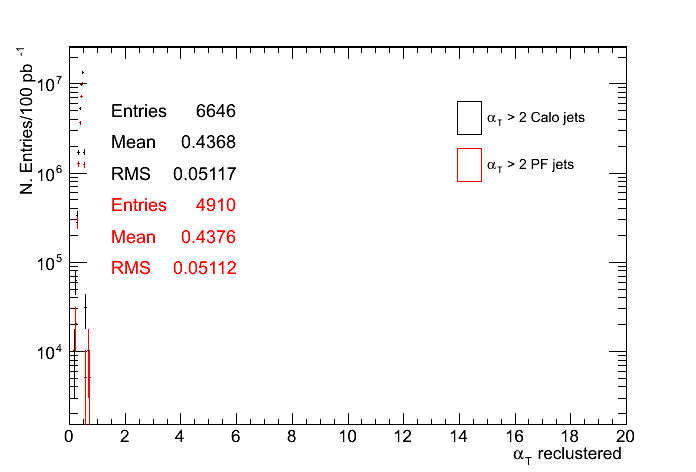 N. Entries/100 pb⁻¹
10⁷
10⁶
10⁵
10⁴
Entries 6646
Mean 0.4368
RMS 0.05117
Entries 4910
Mean 0.4376
RMS 0.05112
α_T > 2 Calo jets
α_T > 2 PF jets
0 2 4 6 8 10 12 14 16 18 20
α_T reclustered